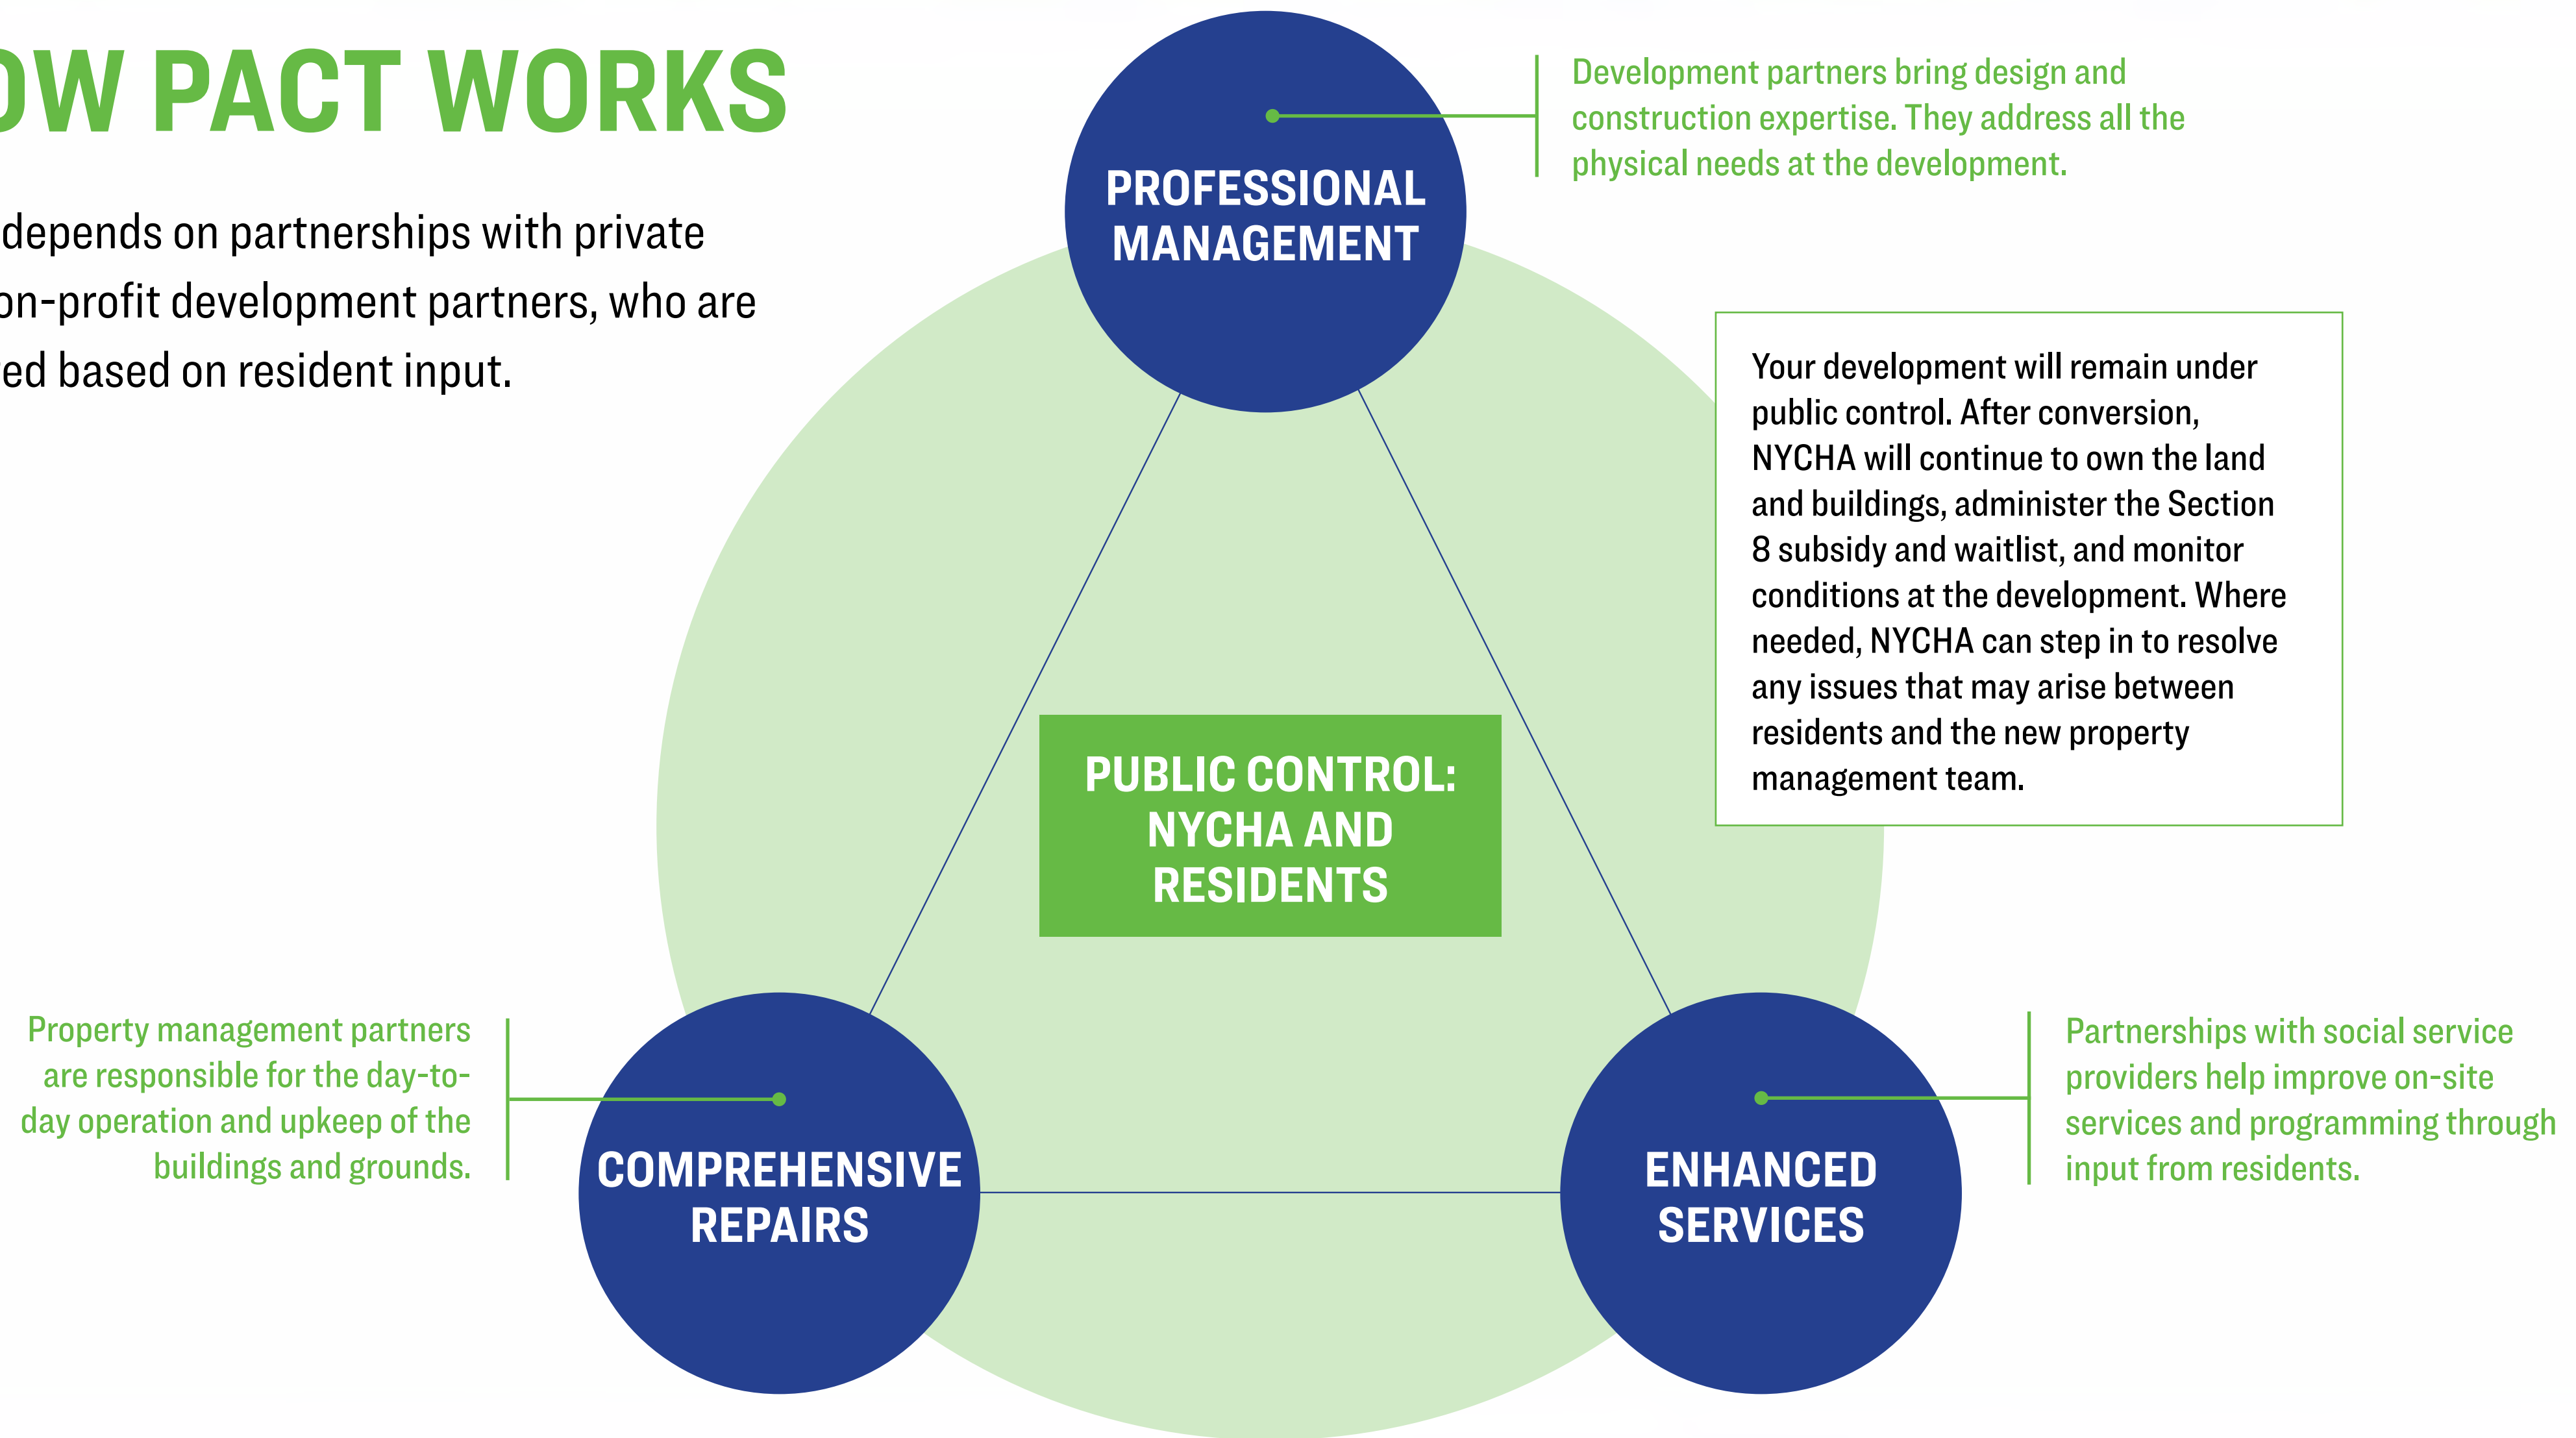 OW PACT WORKS
depends on partnerships with private
on-profit development partners, who are
ed based on resident input.
PROFESSIONAL
MANAGEMENT
Development partners bring design and
construction expertise. They address all the
physical needs at the development.
Your development will remain under
public control. After conversion,
NYCHA will continue to own the land
and buildings, administer the Section
8 subsidy and waitlist, and monitor
conditions at the development. Where
needed, NYCHA can step in to resolve
any issues that may arise between
residents and the new property
management team.
PUBLIC CONTROL:
NYCHA AND
RESIDENTS
Property management partners
are responsible for the day-to-
day operation and upkeep of the
buildings and grounds.
COMPREHENSIVE
REPAIRS
ENHANCED
SERVICES
Partnerships with social service
providers help improve on-site
services and programming through
input from residents.